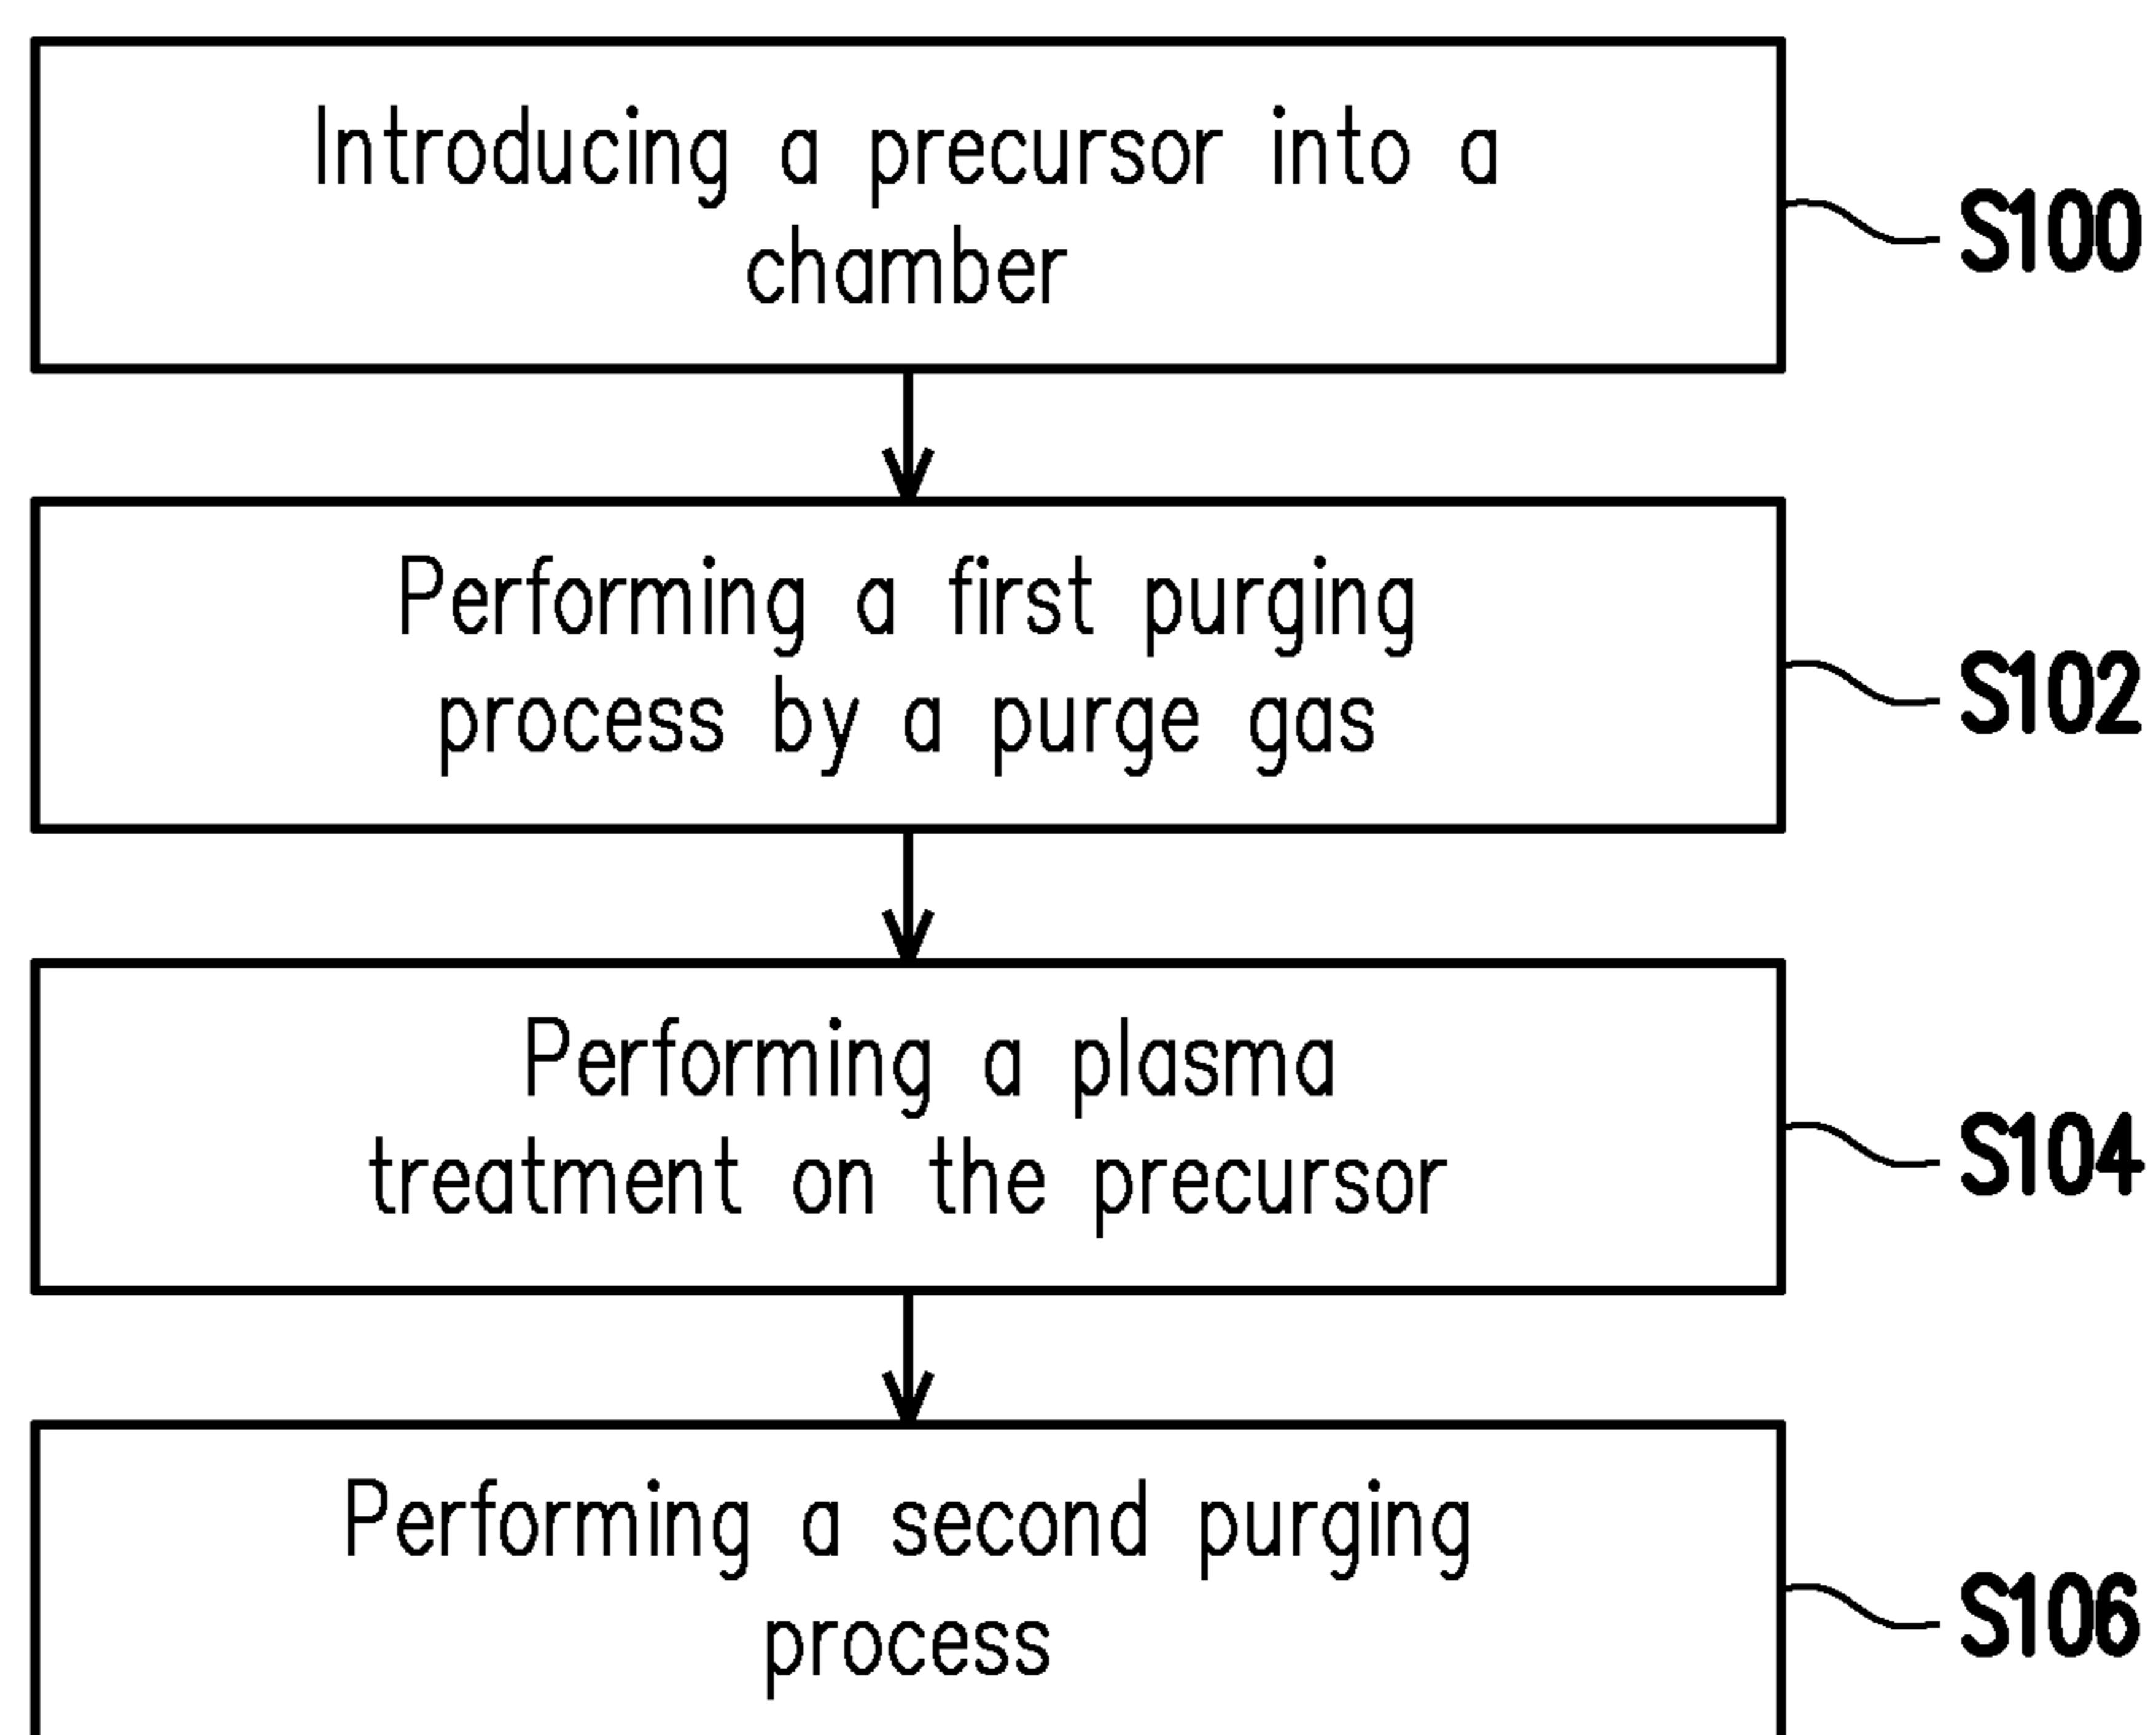 Introducing a precursor into a
chamber
S100
Performing a first purging
process by a purge gas
S102
Performing a plasma
treatment on the precursor
S104
Performing a second purging
process
S106